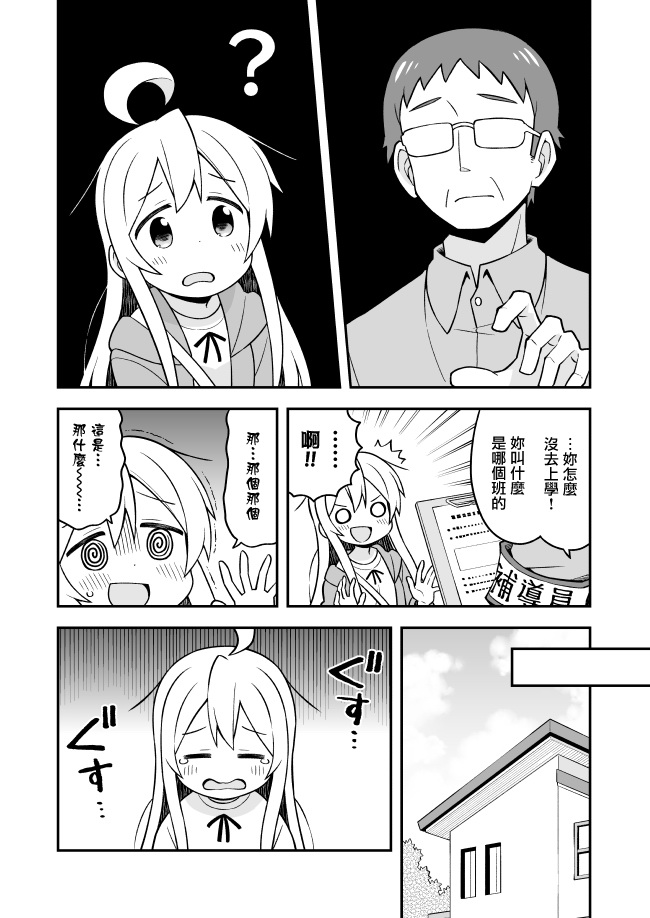 ？
…妳怎麼
沒去上學！
妳叫什麼
是哪個班的
補導員
……
啊!!
那…那個那個
這是…
那什麼～～……
ぐす…
ぐす…